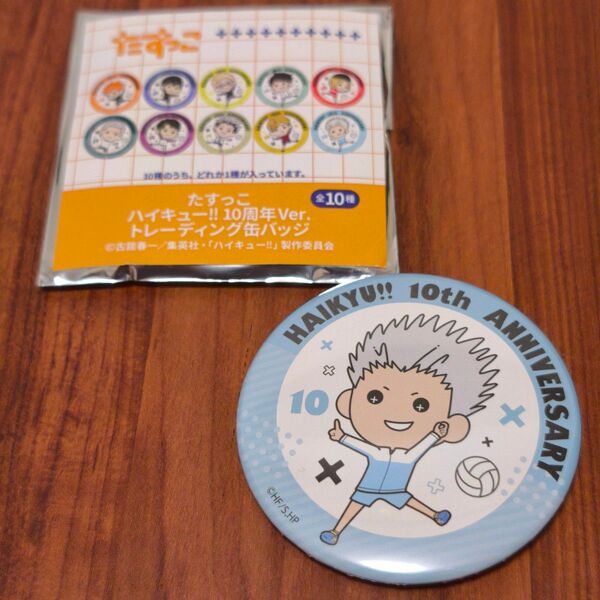 たすっこ
30種のうち、どれか1種が入っています。
たすっこ
全10種
ハイキュー!! 10周年Ver.
トレーディング缶バッジ
©古舘春一／集英社・「ハイキュー!!」製作委員会
HAIKYU!! 10th ANNIVERSARY
10
©HF/S,HP